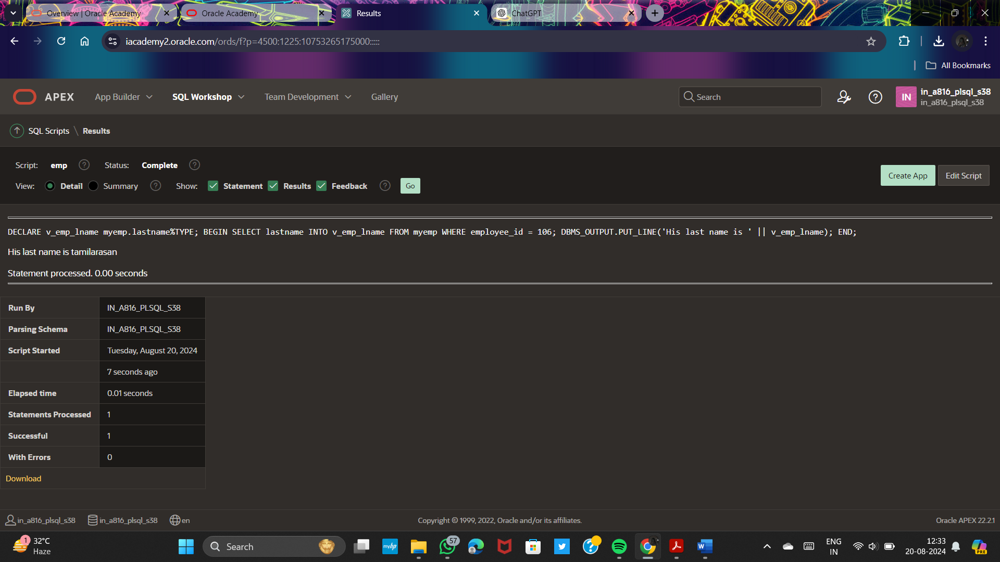 Overview | Oracle Academy
Oracle Academy
Results
ChatGPT
iacademy2.oracle.com/ords/f?p=4500:1225:10753265175000:::::
All Bookmarks
APEX
App Builder
SQL Workshop
Team Development
Gallery
Search
IN
in_a816_plsql_s38
in_a816_plsql_s38
SQL Scripts \ Results
Script: emp Status: Complete
View: Detail Summary Show: Statement Results Feedback Go
Create App
Edit Script
DECLARE v_emp_lname myemp.lastname%TYPE; BEGIN SELECT lastname INTO v_emp_lname FROM myemp WHERE employee_id = 106; DBMS_OUTPUT.PUT_LINE('His last name is ' || v_emp_lname); END;
His last name is tamilarasan
Statement processed. 0.00 seconds
Run By IN_A816_PLSQL_S38
Parsing Schema IN_A816_PLSQL_S38
Script Started Tuesday, August 20, 2024
7 seconds ago
Elapsed time 0.01 seconds
Statements Processed 1
Successful 1
With Errors 0
Download
in_a816_plsql_s38 in_a816_plsql_s38 en
Copyright © 1999, 2022, Oracle and/or its affiliates.
Oracle APEX 22.2.1
1
32°C
Haze
Search
myhp
57
W
ENG
IN
12:33
20-08-2024
PRE